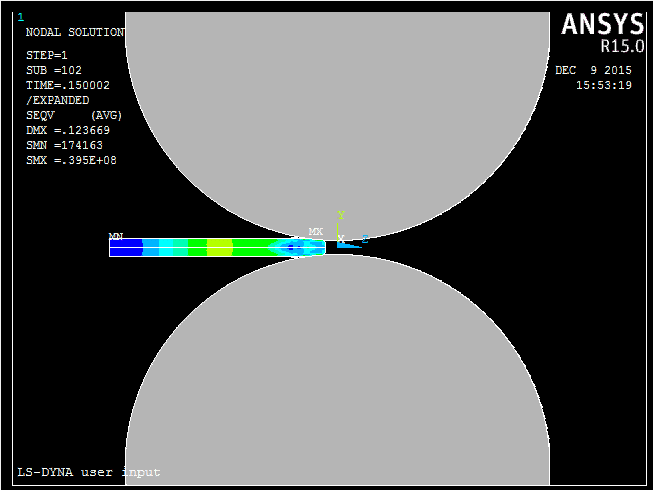 1
NODAL SOLUTION
STEP=1
SUB =102
TIME=.150002
/EXPANDED
SEQV (AVG)
DMX =.123669
SMN =174163
SMX =.395E+08
ANSYS
R15.0
DEC 9 2015
15:53:19
Y
MN
MX
X
Z
LS-DYNA user input